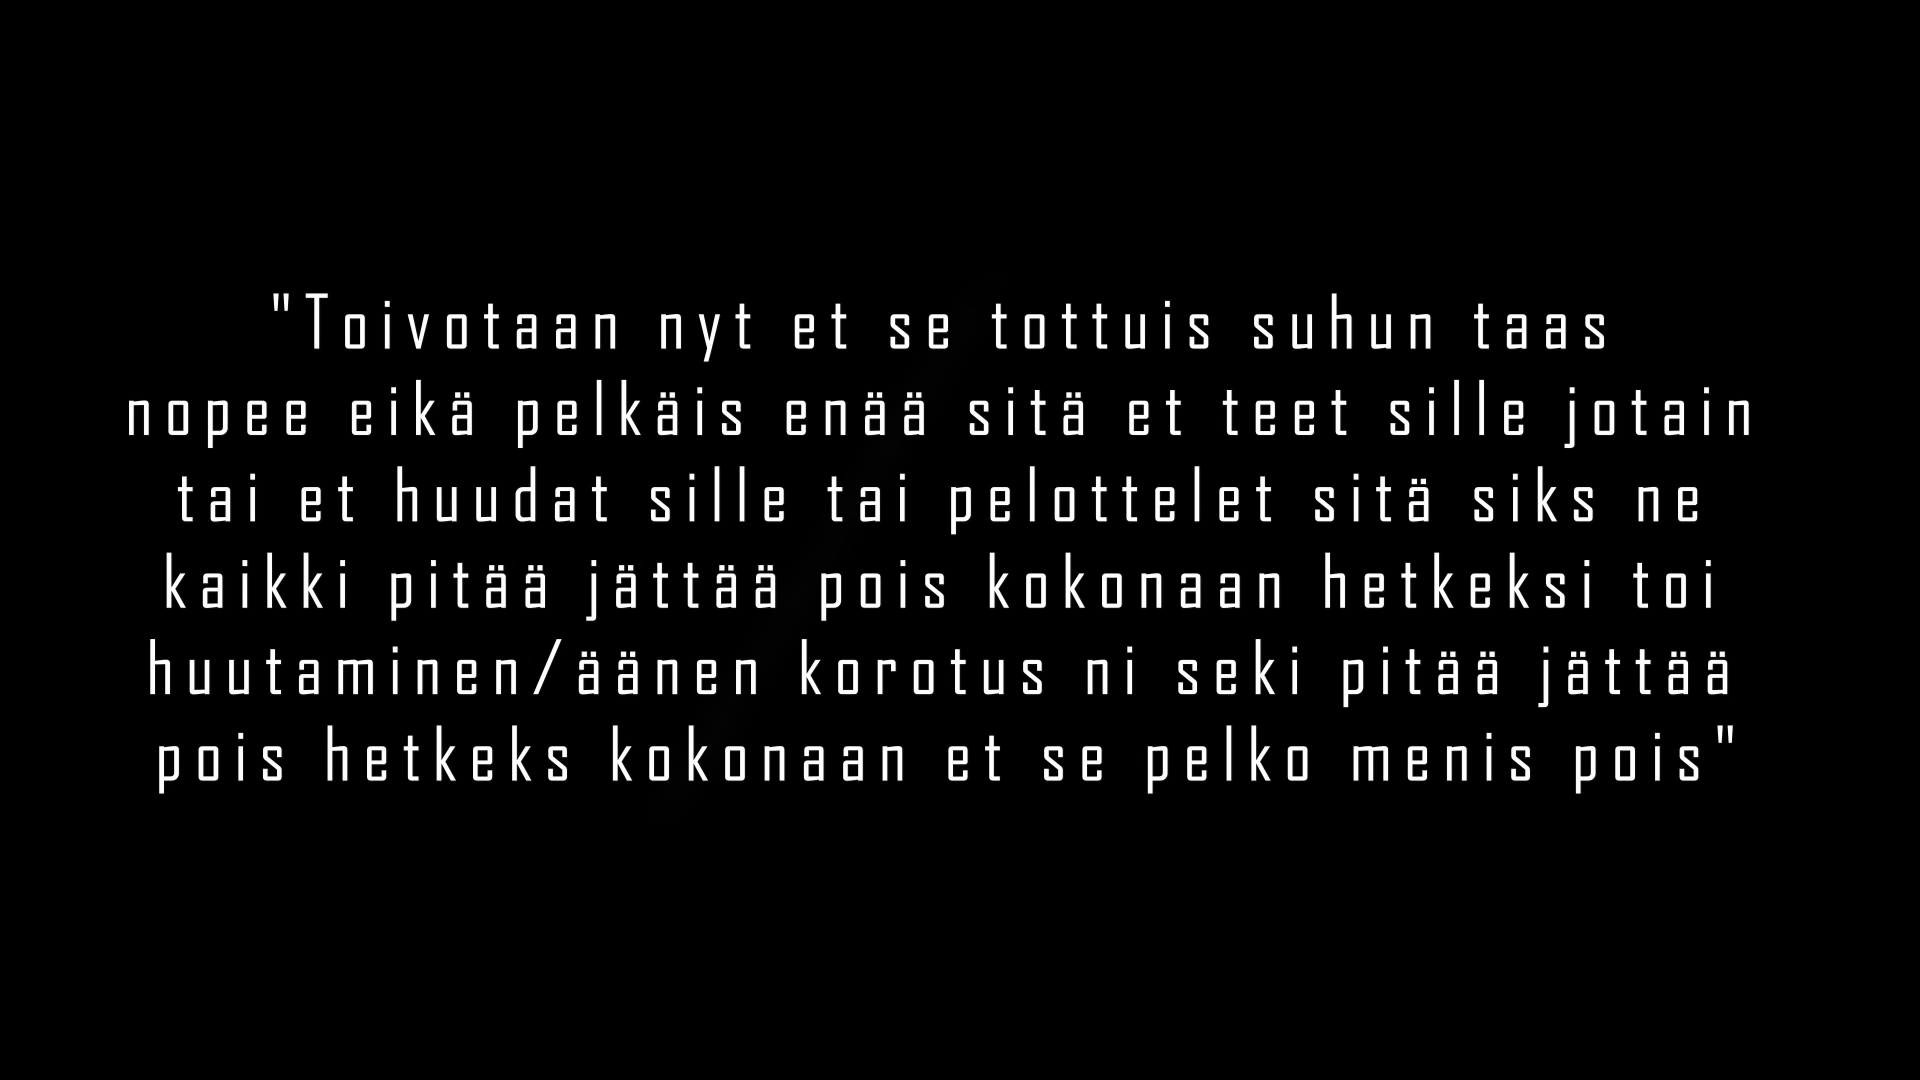 "Toivotaan nyt et se tottuis suhun taas
nopee eikä pelkäis enää sitä et teet sille jotain
tai et huudat sille tai pelottelet sitä siks ne
kaikki pitää jättää pois kokonaan hetkeksi toi
huutaminen/äänen korotus ni seki pitää jättää
pois hetkeks kokonaan et se pelko menis pois"